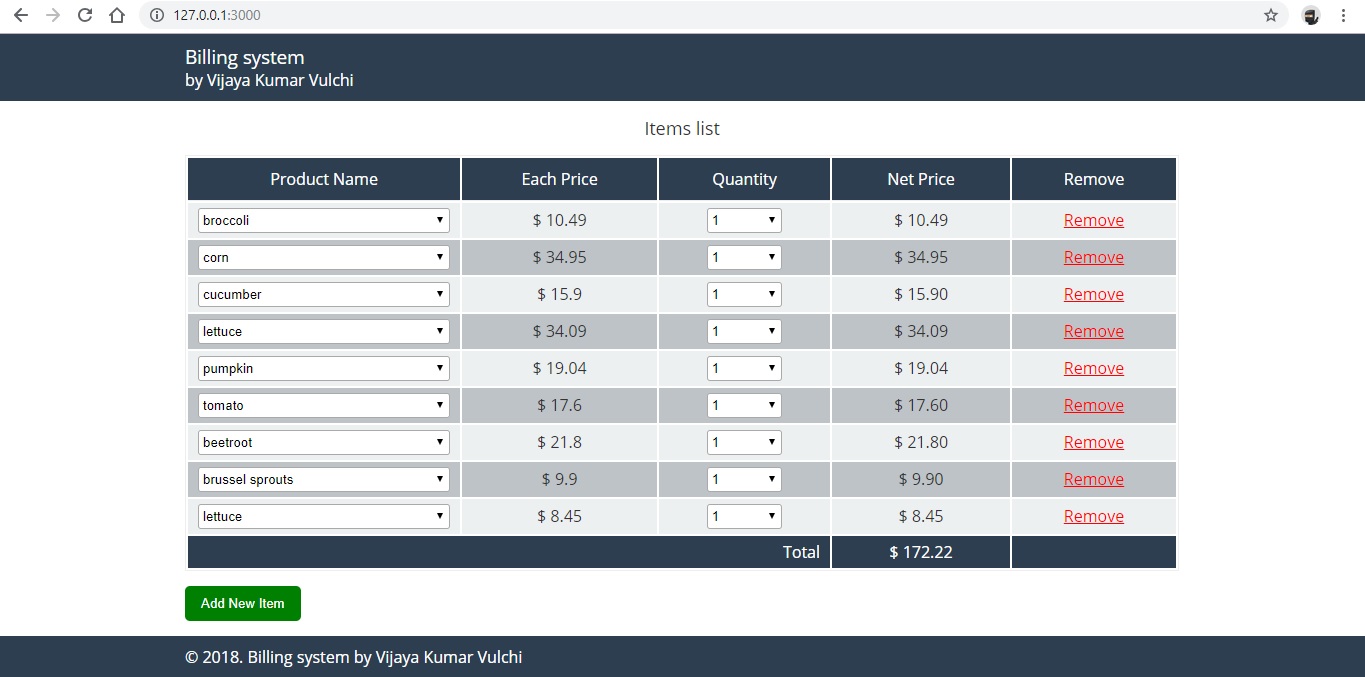 127.0.0.1:3000
Billing system
by Vijaya Kumar Vulchi
Items list
Product Name Each Price Quantity Net Price Remove
broccoli $ 10.49 1 $ 10.49 Remove
corn $ 34.95 1 $ 34.95 Remove
cucumber $ 15.9 1 $ 15.90 Remove
lettuce $ 34.09 1 $ 34.09 Remove
pumpkin $ 19.04 1 $ 19.04 Remove
tomato $ 17.6 1 $ 17.60 Remove
beetroot $ 21.8 1 $ 21.80 Remove
brussel sprouts $ 9.9 1 $ 9.90 Remove
lettuce $ 8.45 1 $ 8.45 Remove
Total $ 172.22
Add New Item
© 2018. Billing system by Vijaya Kumar Vulchi